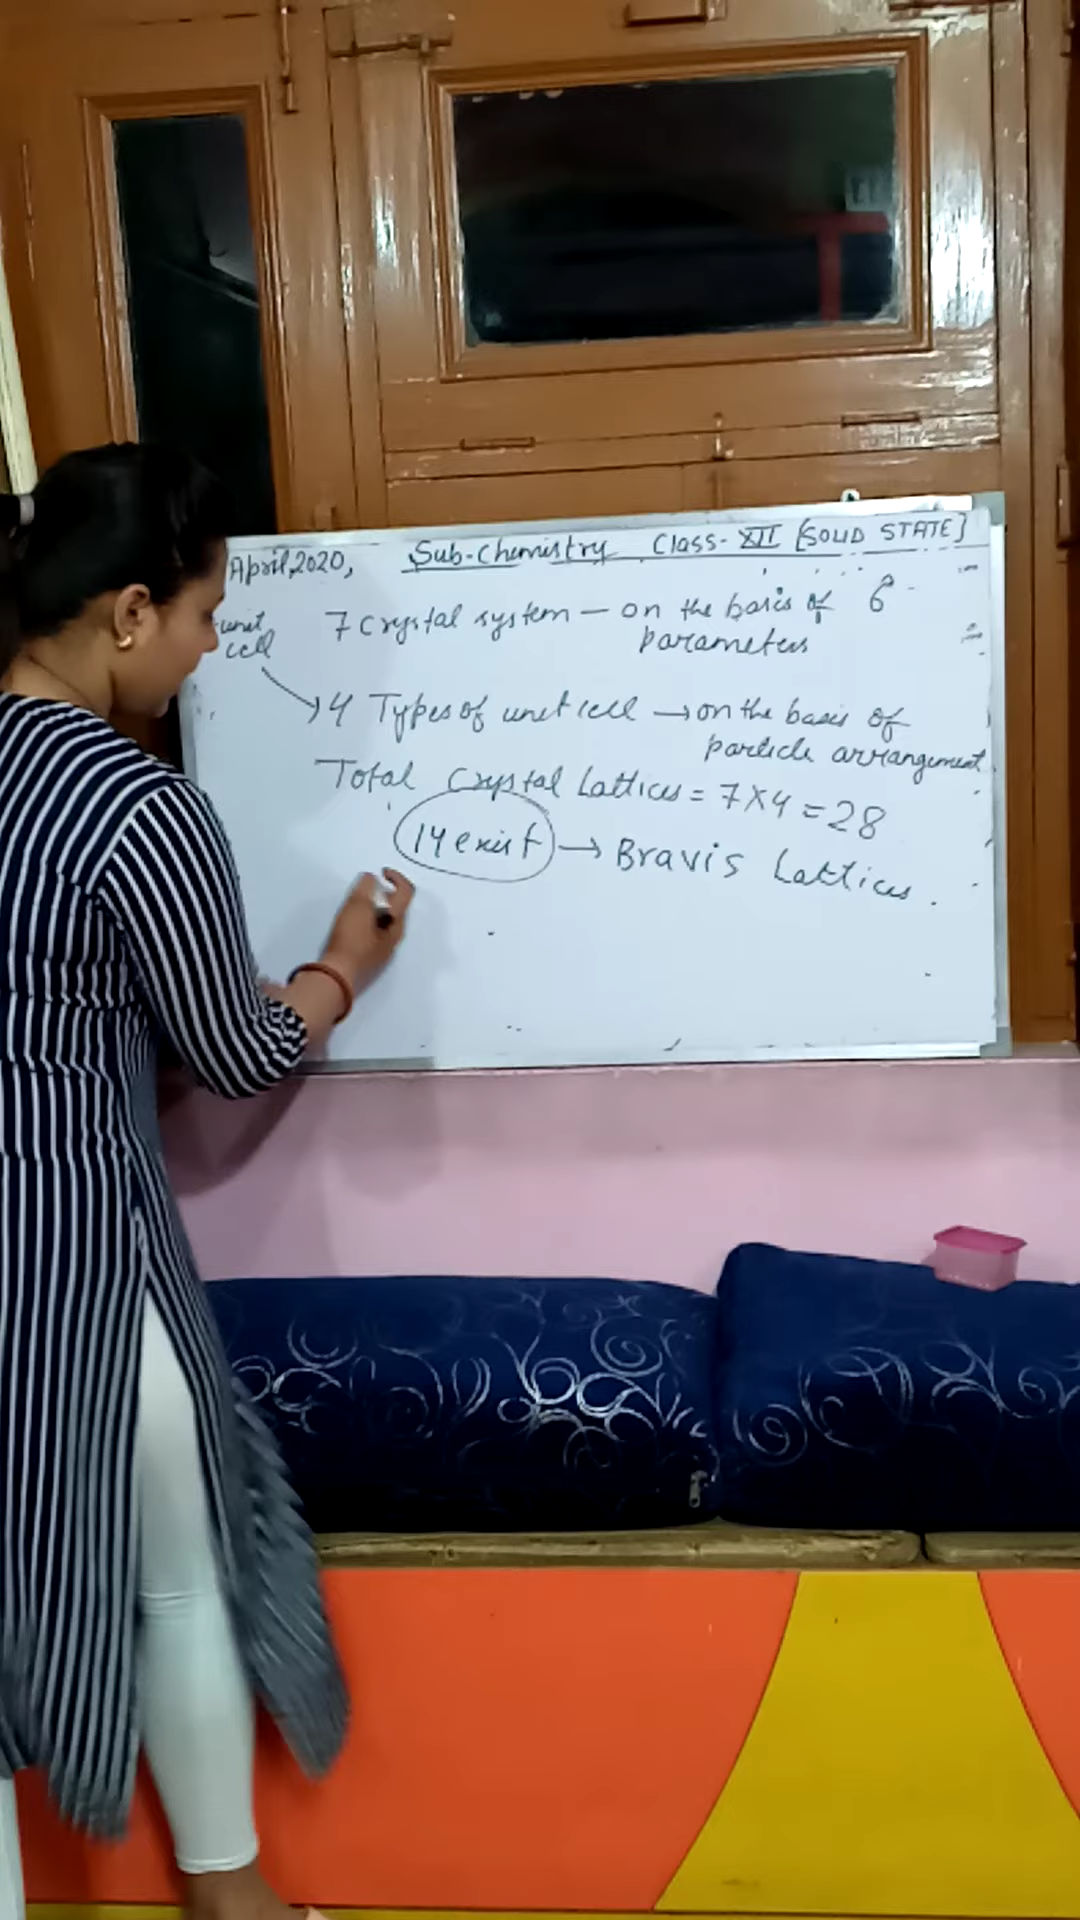 April,2020, Sub-Chemistry Class-XII [SOLID STATE]
unit cell
7 Crystal system — on the basis of 6
parameters
→ 4 Types of unit cell → on the basis of
particle arrangement
Total Crystal Lattices = 7X4 = 28
14 exist → Bravis Lattices.